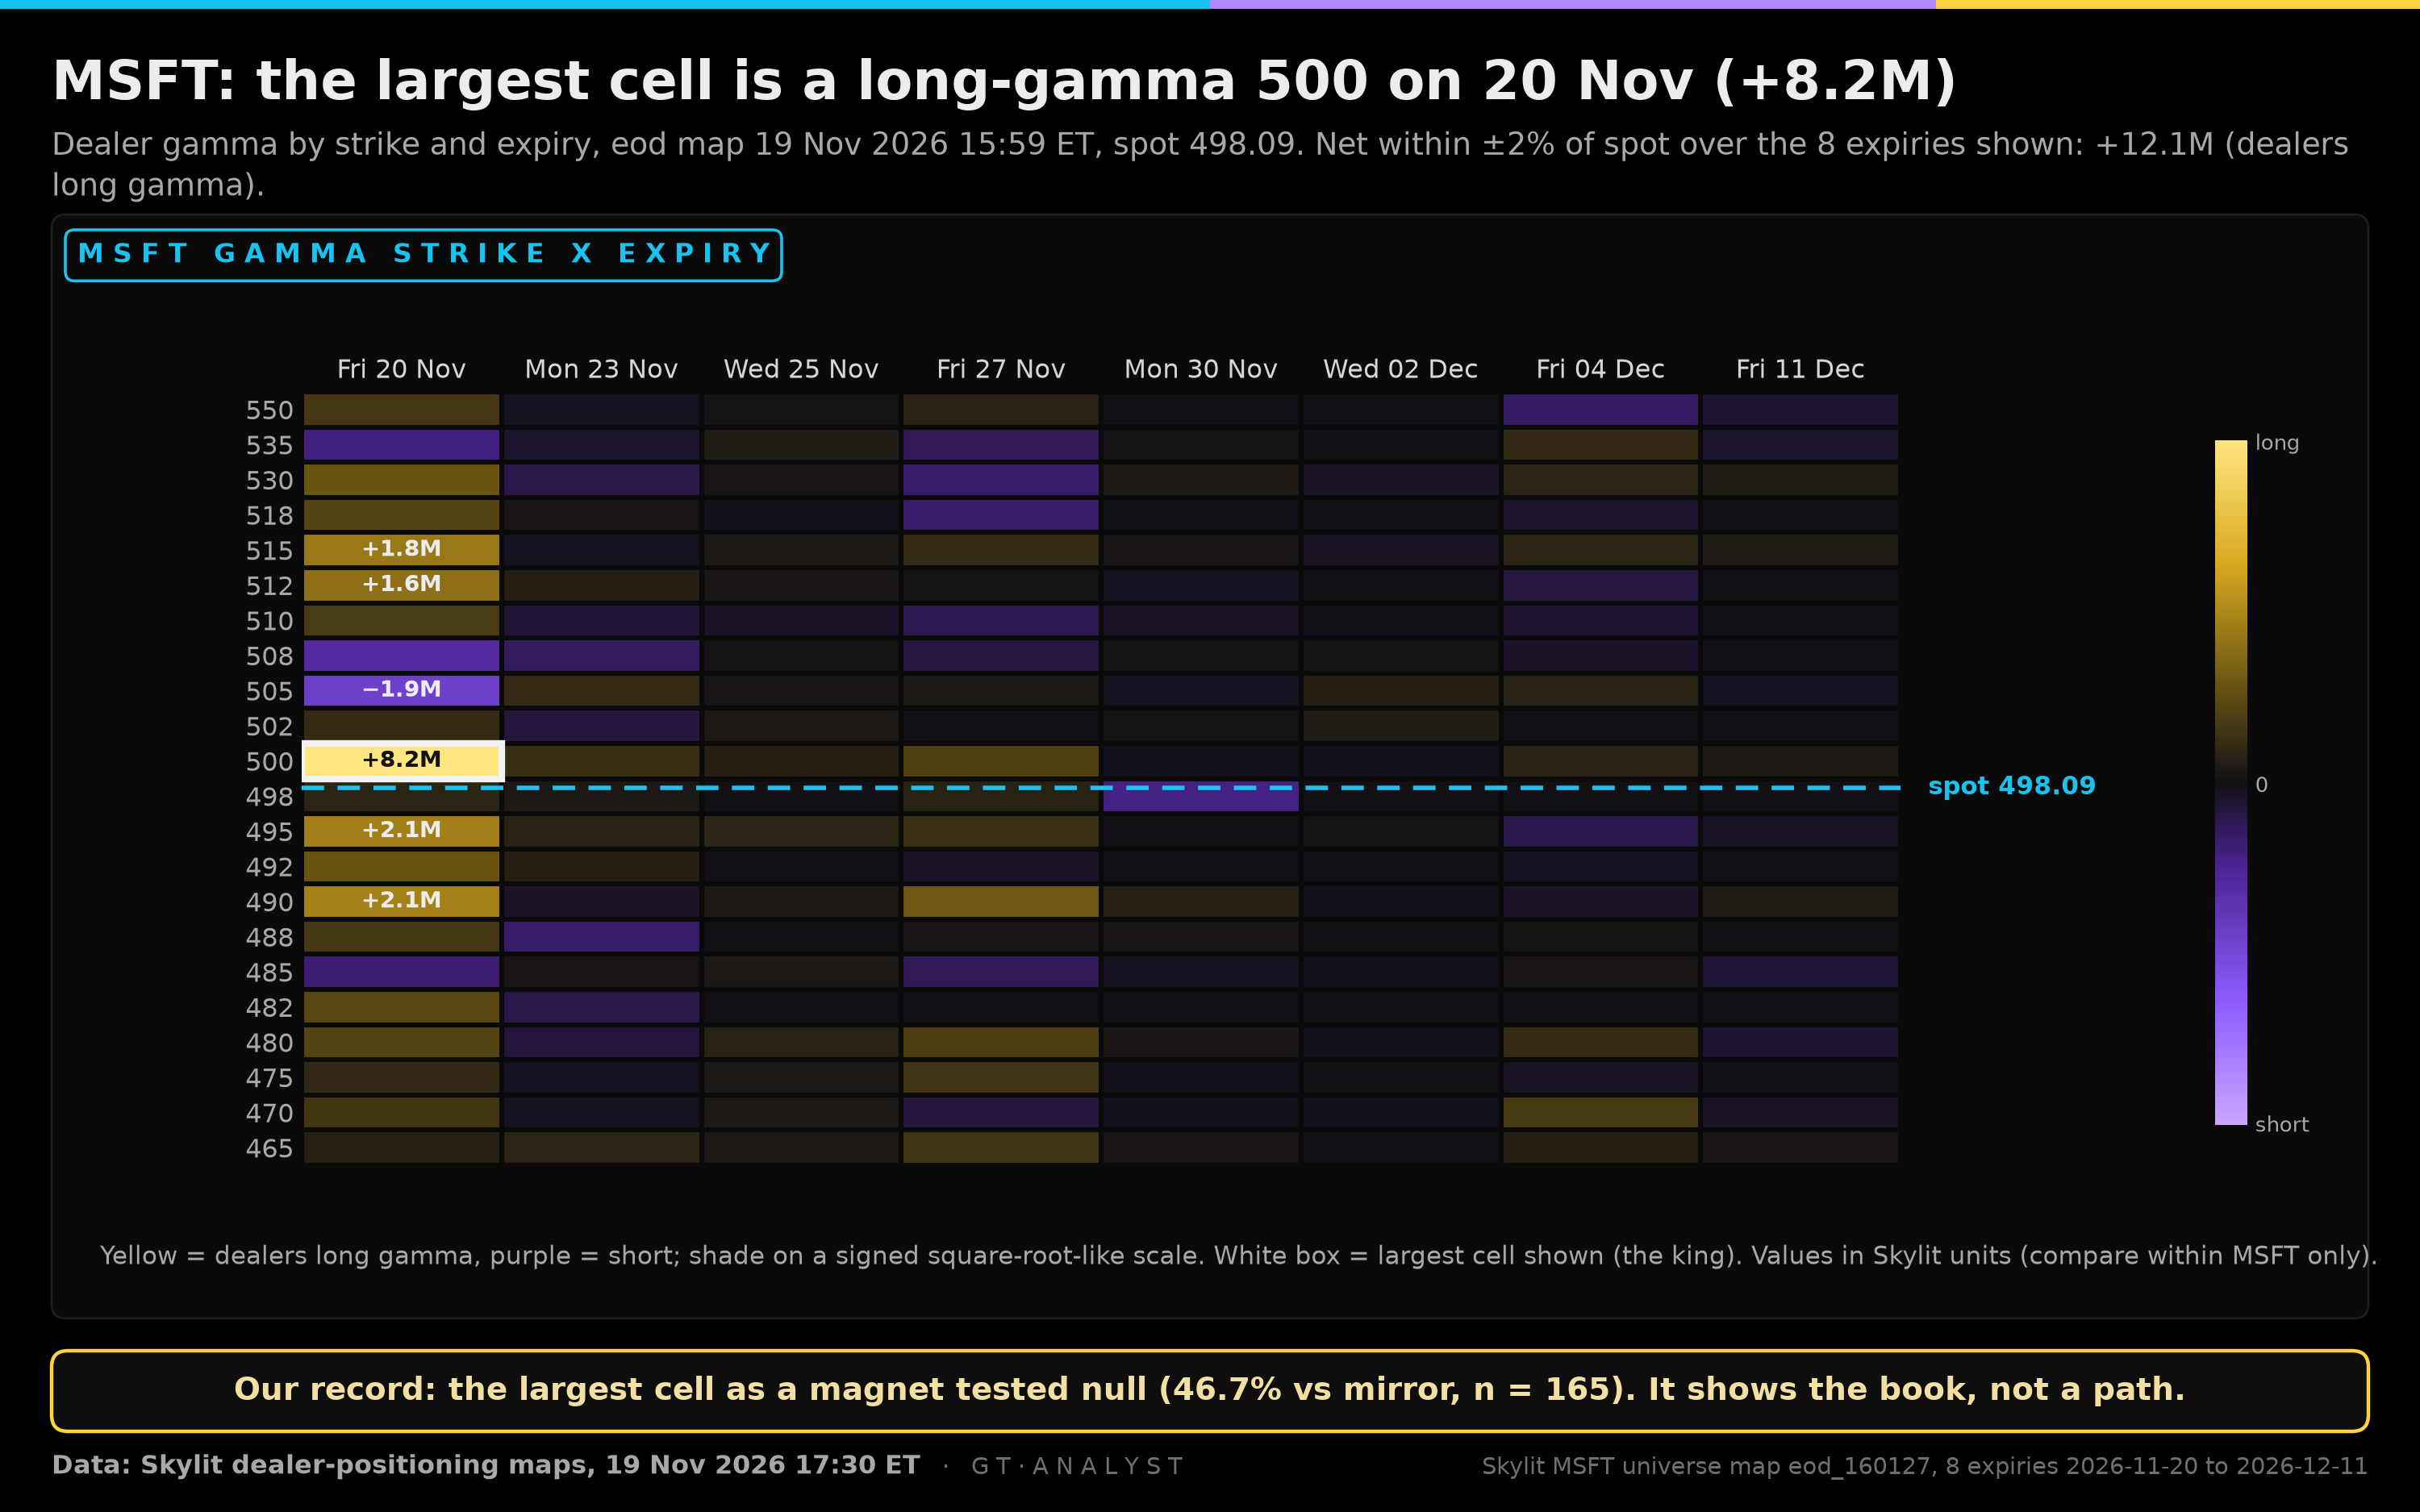 MSFT: the largest cell is a long-gamma 500 on 20 Nov (+8.2M)
Dealer gamma by strike and expiry, eod map 19 Nov 2026 15:59 ET, spot 498.09. Net within ±2% of spot over the 8 expiries shown: +12.1M (dealers
long gamma).
MSFT GAMMA STRIKE X EXPIRY
Fri 20 Nov Mon 23 Nov Wed 25 Nov Fri 27 Nov Mon 30 Nov Wed 02 Dec Fri 04 Dec Fri 11 Dec
550
535
long
530
518
515 +1.8M
512 +1.6M
510
508
505 −1.9M
502
500 +8.2M
spot 498.09
0
498
495 +2.1M
492
490 +2.1M
488
485
482
480
475
470
short
465
Yellow = dealers long gamma, purple = short; shade on a signed square-root-like scale. White box = largest cell shown (the king). Values in Skylit units (compare within MSFT only).
Our record: the largest cell as a magnet tested null (46.7% vs mirror, n = 165). It shows the book, not a path.
Data: Skylit dealer-positioning maps, 19 Nov 2026 17:30 ET · GT·ANALYST
Skylit MSFT universe map eod_160127, 8 expiries 2026-11-20 to 2026-12-11